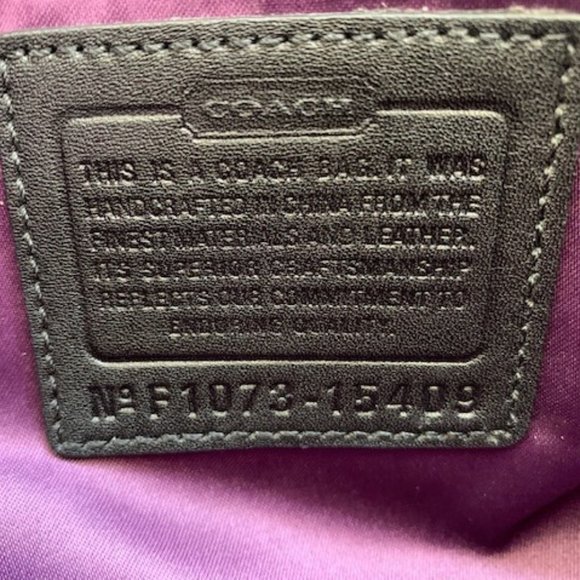 COACH
THIS IS A COACH BAG. IT WAS
HANDCRAFTED IN CHINA FROM THE
FINEST MATERIALS AND LEATHER.
ITS SUPERIOR CRAFTSMANSHIP
REFLECTS OUR COMMITMENT TO
ENDURING QUALITY.
Nº F1073-15409